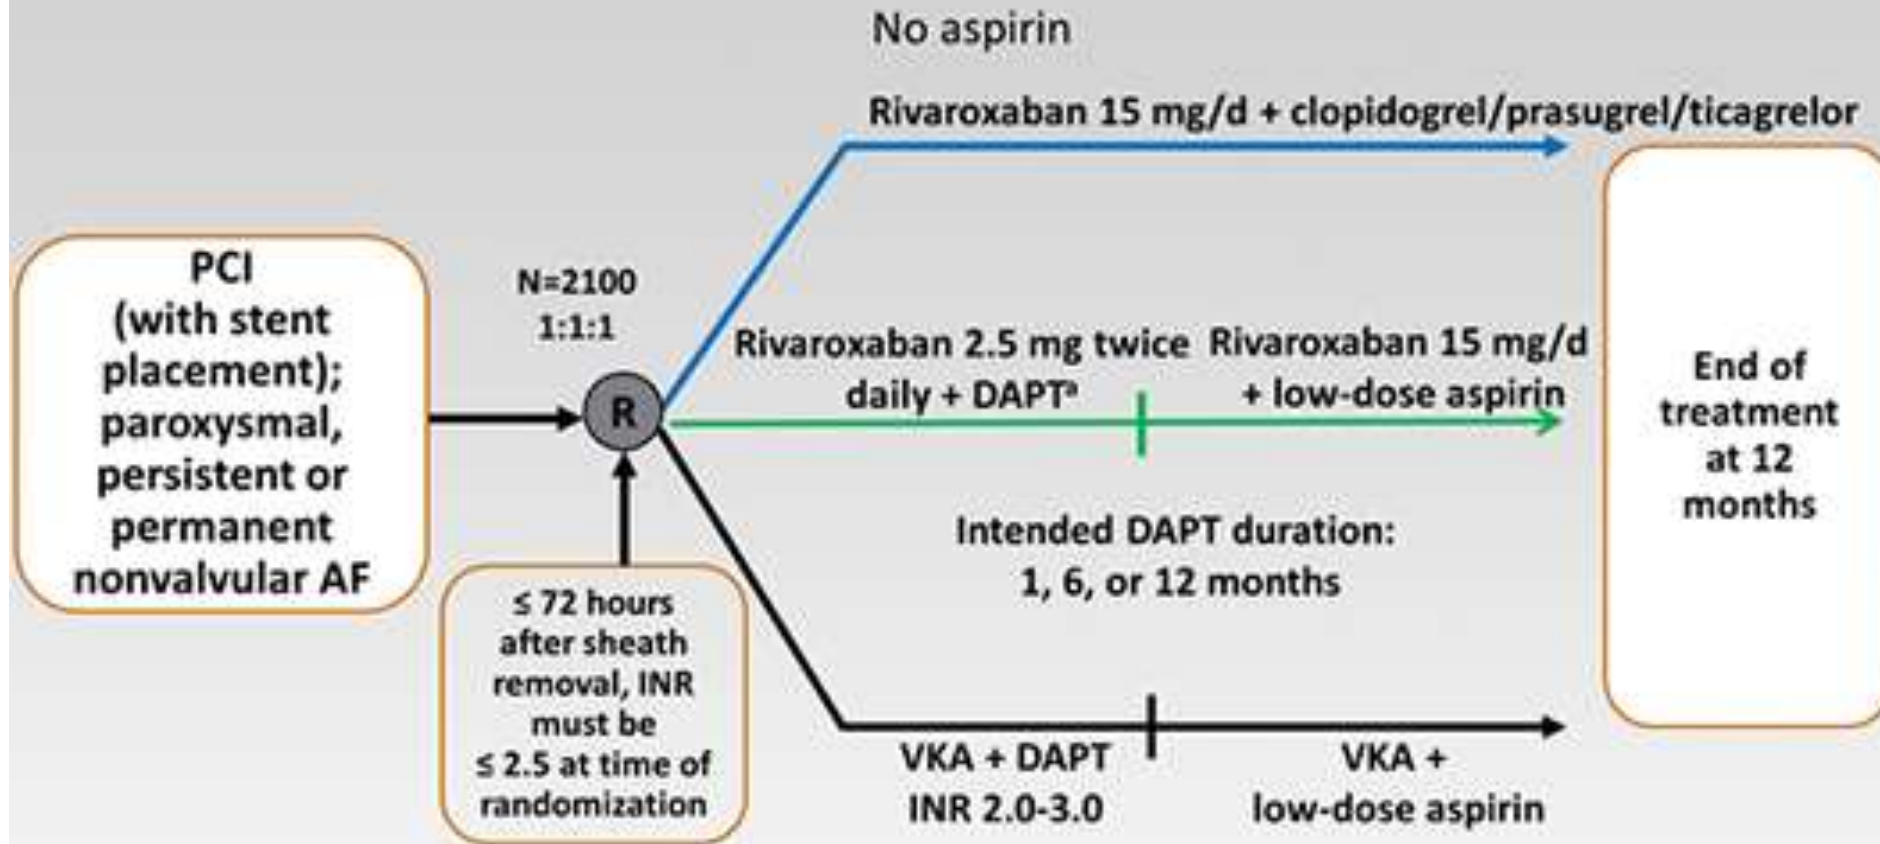 No aspirin
Rivaroxaban 15 mg/d + clopidogrel/prasugrel/ticagrelor
PCI
(with stent
placement);
paroxysmal,
persistent or
permanent
nonvalvular AF
N=2100
1:1:1
R
≤ 72 hours
after sheath
removal, INR
must be
≤ 2.5 at time of
randomization
Rivaroxaban 2.5 mg twice
daily + DAPTᵃ
Rivaroxaban 15 mg/d
+ low-dose aspirin
Intended DAPT duration:
1, 6, or 12 months
VKA + DAPT
INR 2.0-3.0
VKA +
low-dose aspirin
End of
treatment
at 12
months